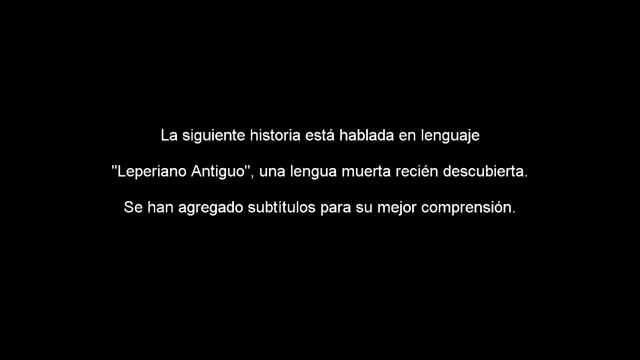 La siguiente historia está hablada en lenguaje
"Leperiano Antiguo", una lengua muerta recién descubierta.
Se han agregado subtítulos para su mejor comprensión.